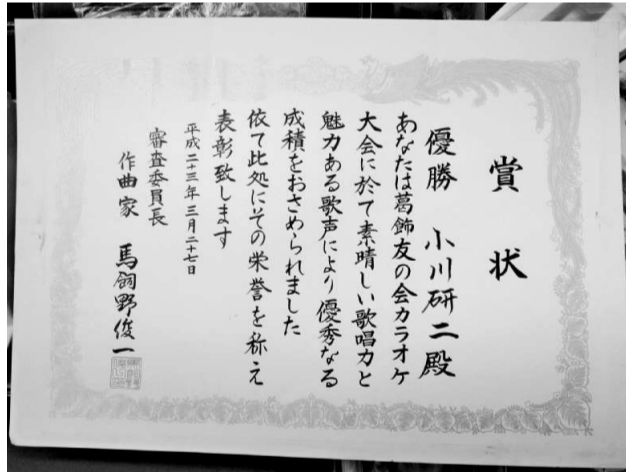 賞状
優勝 小川研二殿
あなたは葛飾友の会カラオケ
大会に於て素晴しい歌唱力と
魅力ある歌声により優秀なる
成積をおさめられました
依て此処にその栄誉を称え
表彰致します
平成二十三年三月二十七日
審査委員長
作曲家 馬飼野俊一